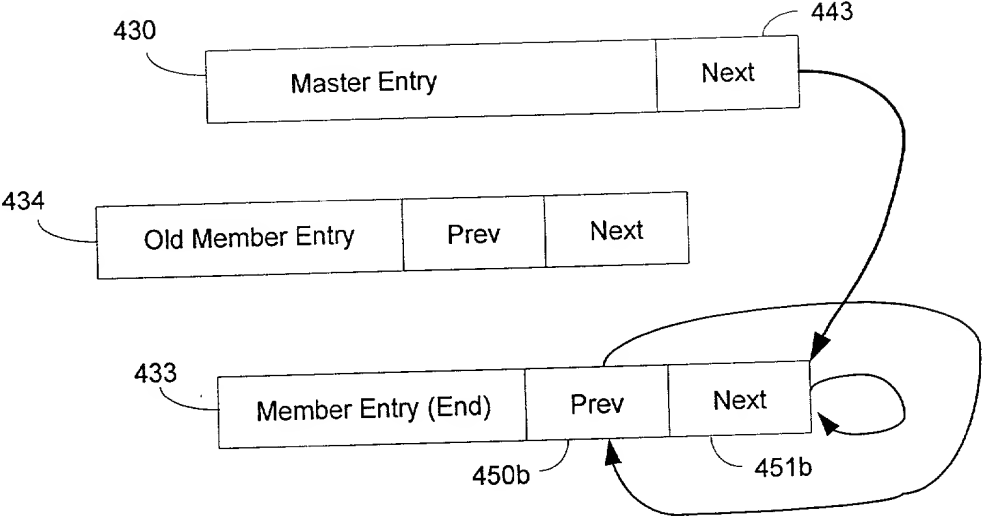 443
430
Master Entry
Next
434
Old Member Entry
Prev
Next
433
Member Entry (End)
Prev
Next
450b
451b